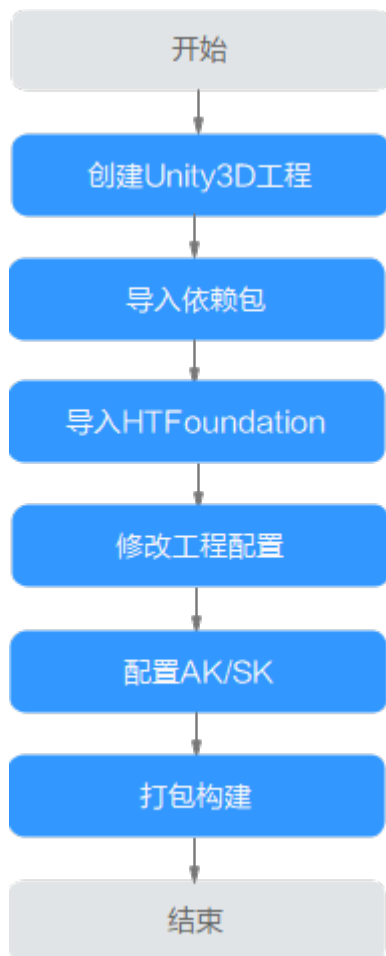 开始
创建Unity3D工程
导入依赖包
导入HTFoundation
修改工程配置
配置AK/SK
打包构建
结束